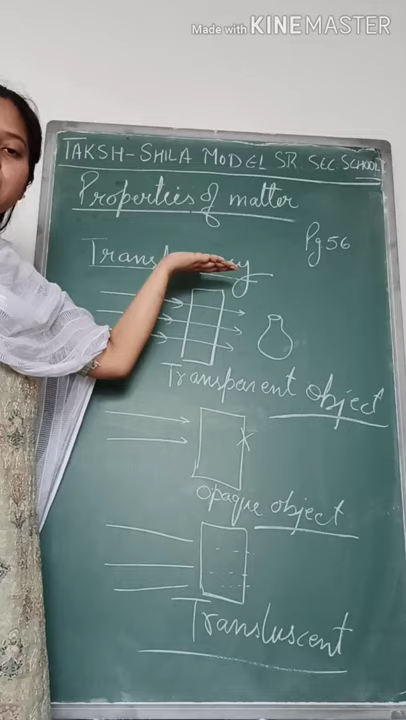 Made with KINEMASTER
TAKSH-SHILA MODEL SR. SEC. SCHOOL
Properties of matter
Pg 56
Transparent object
opaque object
Transluscent